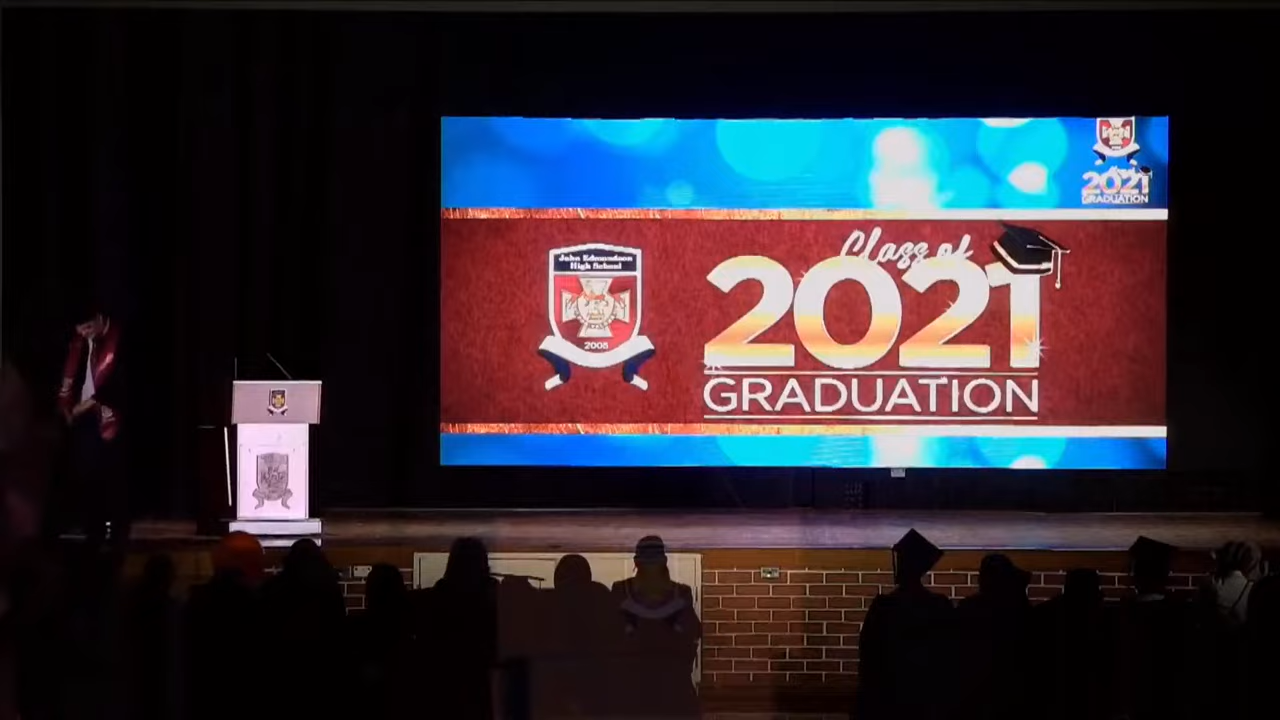 2021
GRADUATION
Class of
2021
GRADUATION
John Edmondson
High School
2008